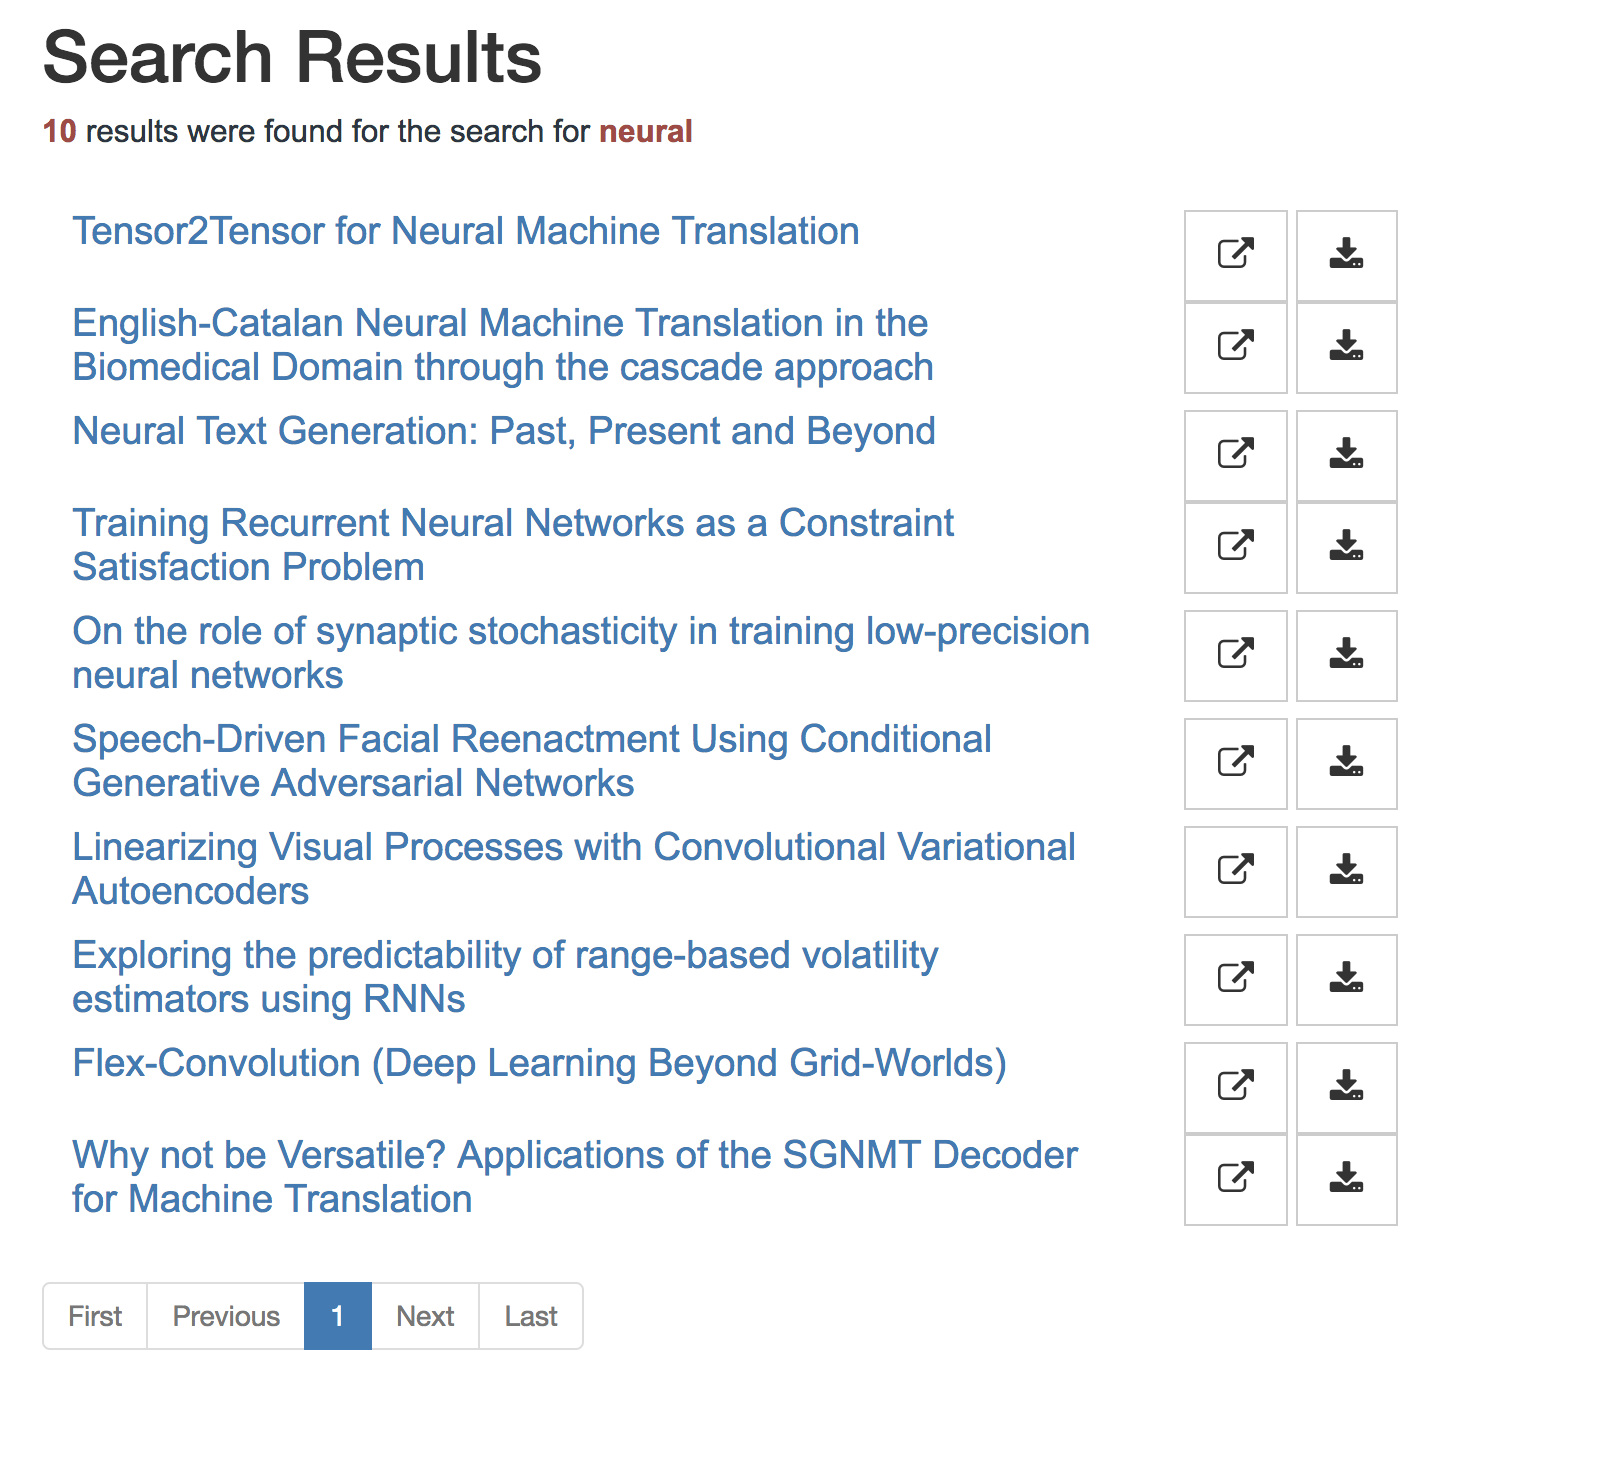 Search Results
10 results were found for the search for neural
Tensor2Tensor for Neural Machine Translation
English-Catalan Neural Machine Translation in the
Biomedical Domain through the cascade approach
Neural Text Generation: Past, Present and Beyond
Training Recurrent Neural Networks as a Constraint
Satisfaction Problem
On the role of synaptic stochasticity in training low-precision
neural networks
Speech-Driven Facial Reenactment Using Conditional
Generative Adversarial Networks
Linearizing Visual Processes with Convolutional Variational
Autoencoders
Exploring the predictability of range-based volatility
estimators using RNNs
Flex-Convolution (Deep Learning Beyond Grid-Worlds)
Why not be Versatile? Applications of the SGNMT Decoder
for Machine Translation
First Previous 1 Next Last